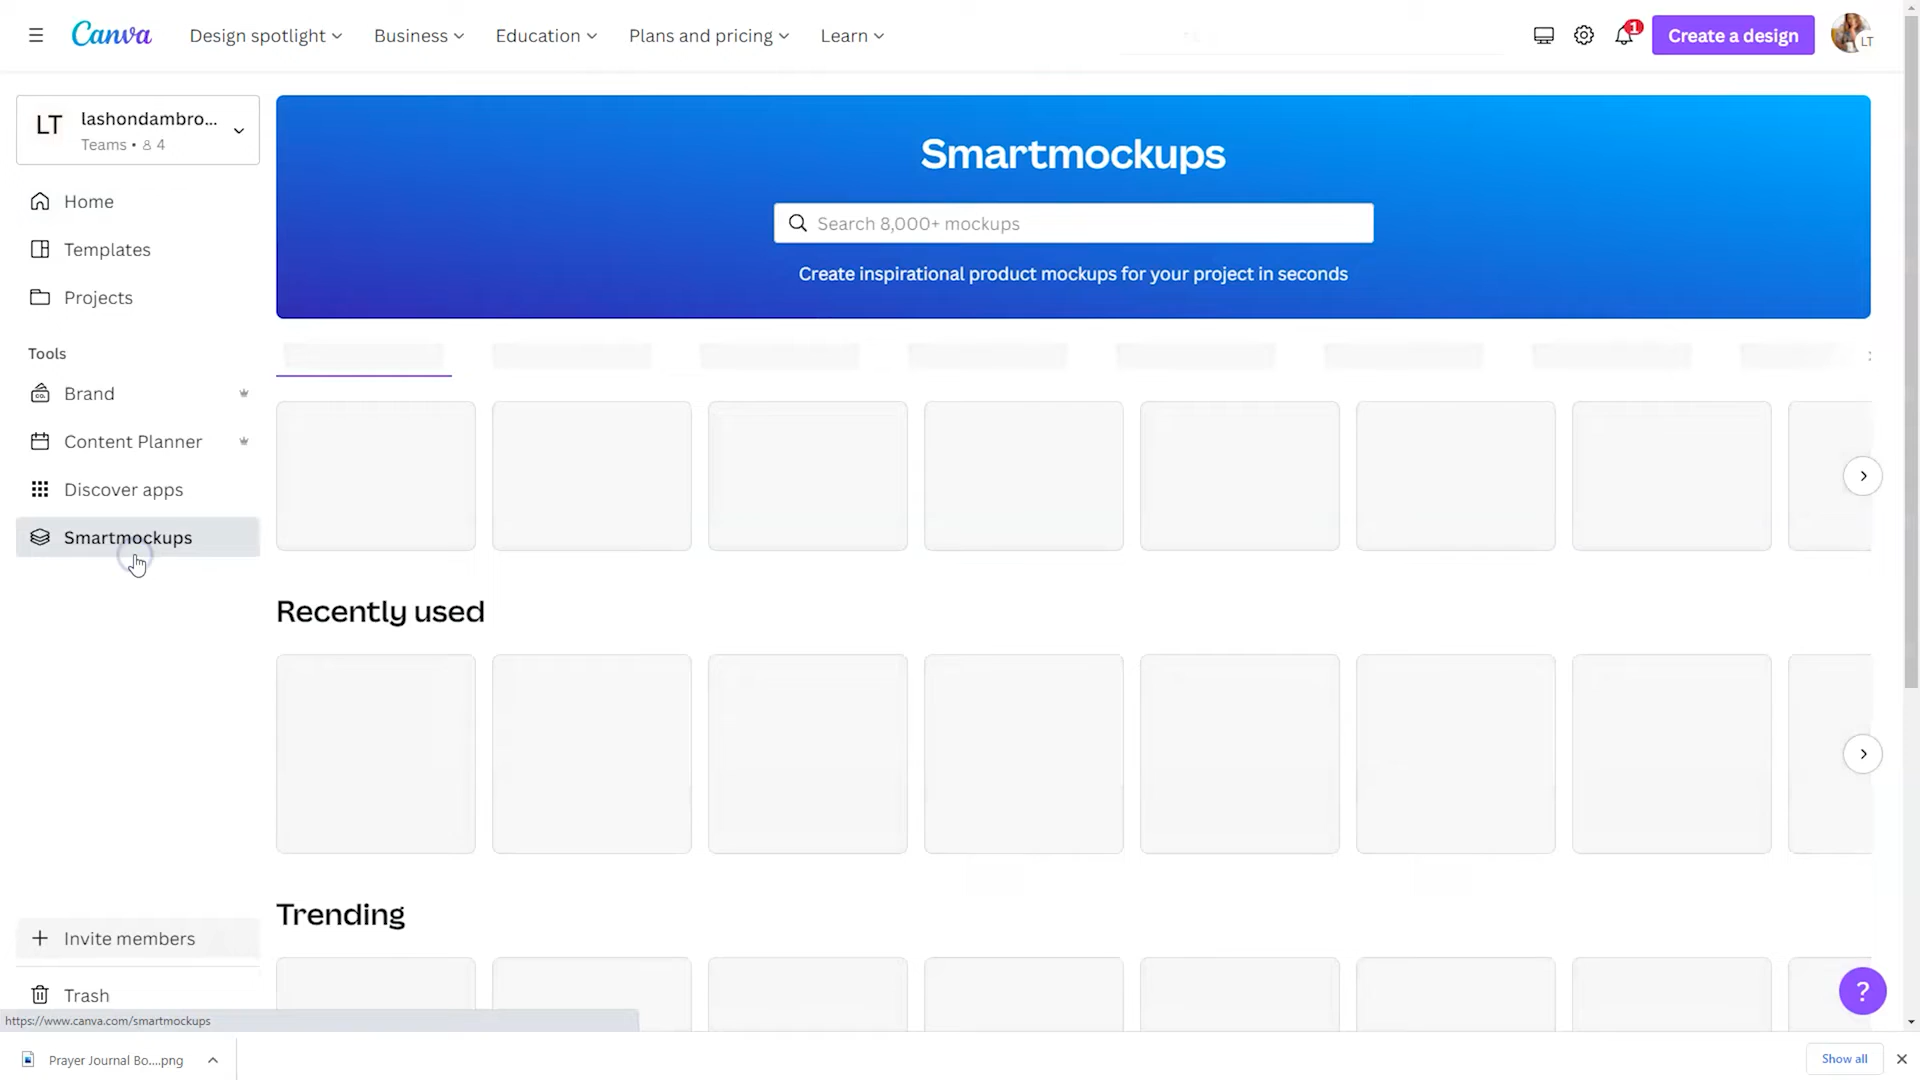 Canva
Design spotlight
Business
Education
Plans and pricing
Learn
1
Create a design
LT
LT
lashondambro...
Teams • 4
Home
Templates
Projects
Tools
Brand
Content Planner
Discover apps
Smartmockups
Invite members
Trash
Smartmockups
Search 8,000+ mockups
Create inspirational product mockups for your project in seconds
Recently used
Trending
?
https://www.canva.com/smartmockups
Prayer Journal Bo....png
Show all